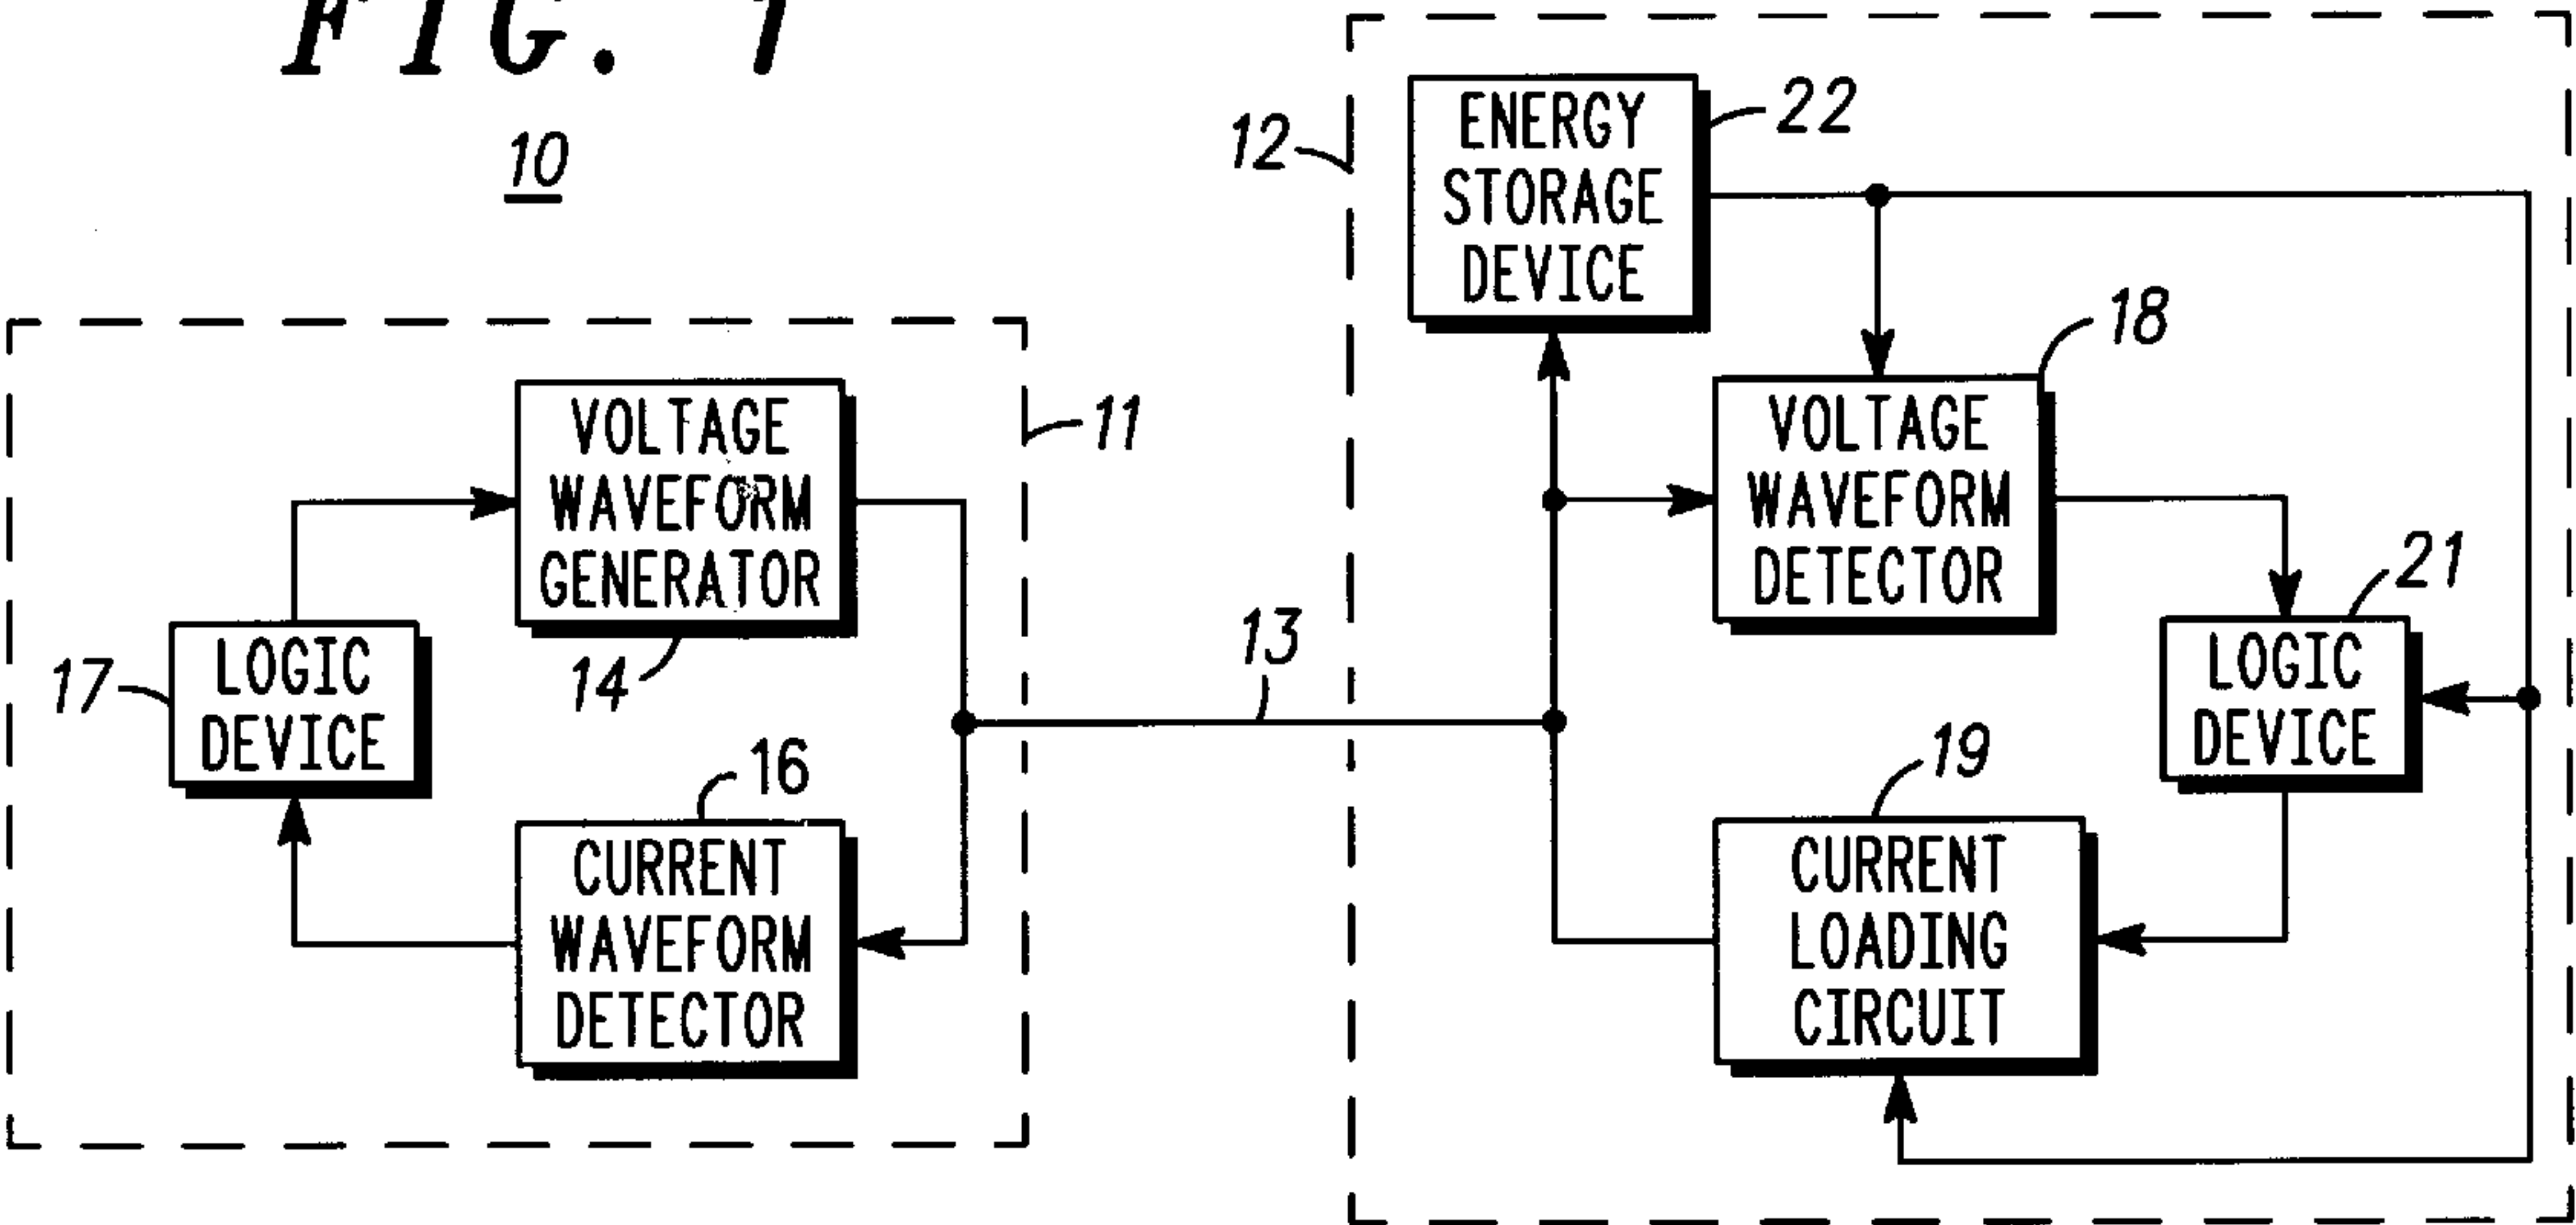 FIG. 1
10
12
ENERGY
STORAGE
DEVICE
22
11
VOLTAGE
WAVEFORM
GENERATOR
14
17
LOGIC
DEVICE
16
CURRENT
WAVEFORM
DETECTOR
13
18
VOLTAGE
WAVEFORM
DETECTOR
21
LOGIC
DEVICE
19
CURRENT
LOADING
CIRCUIT